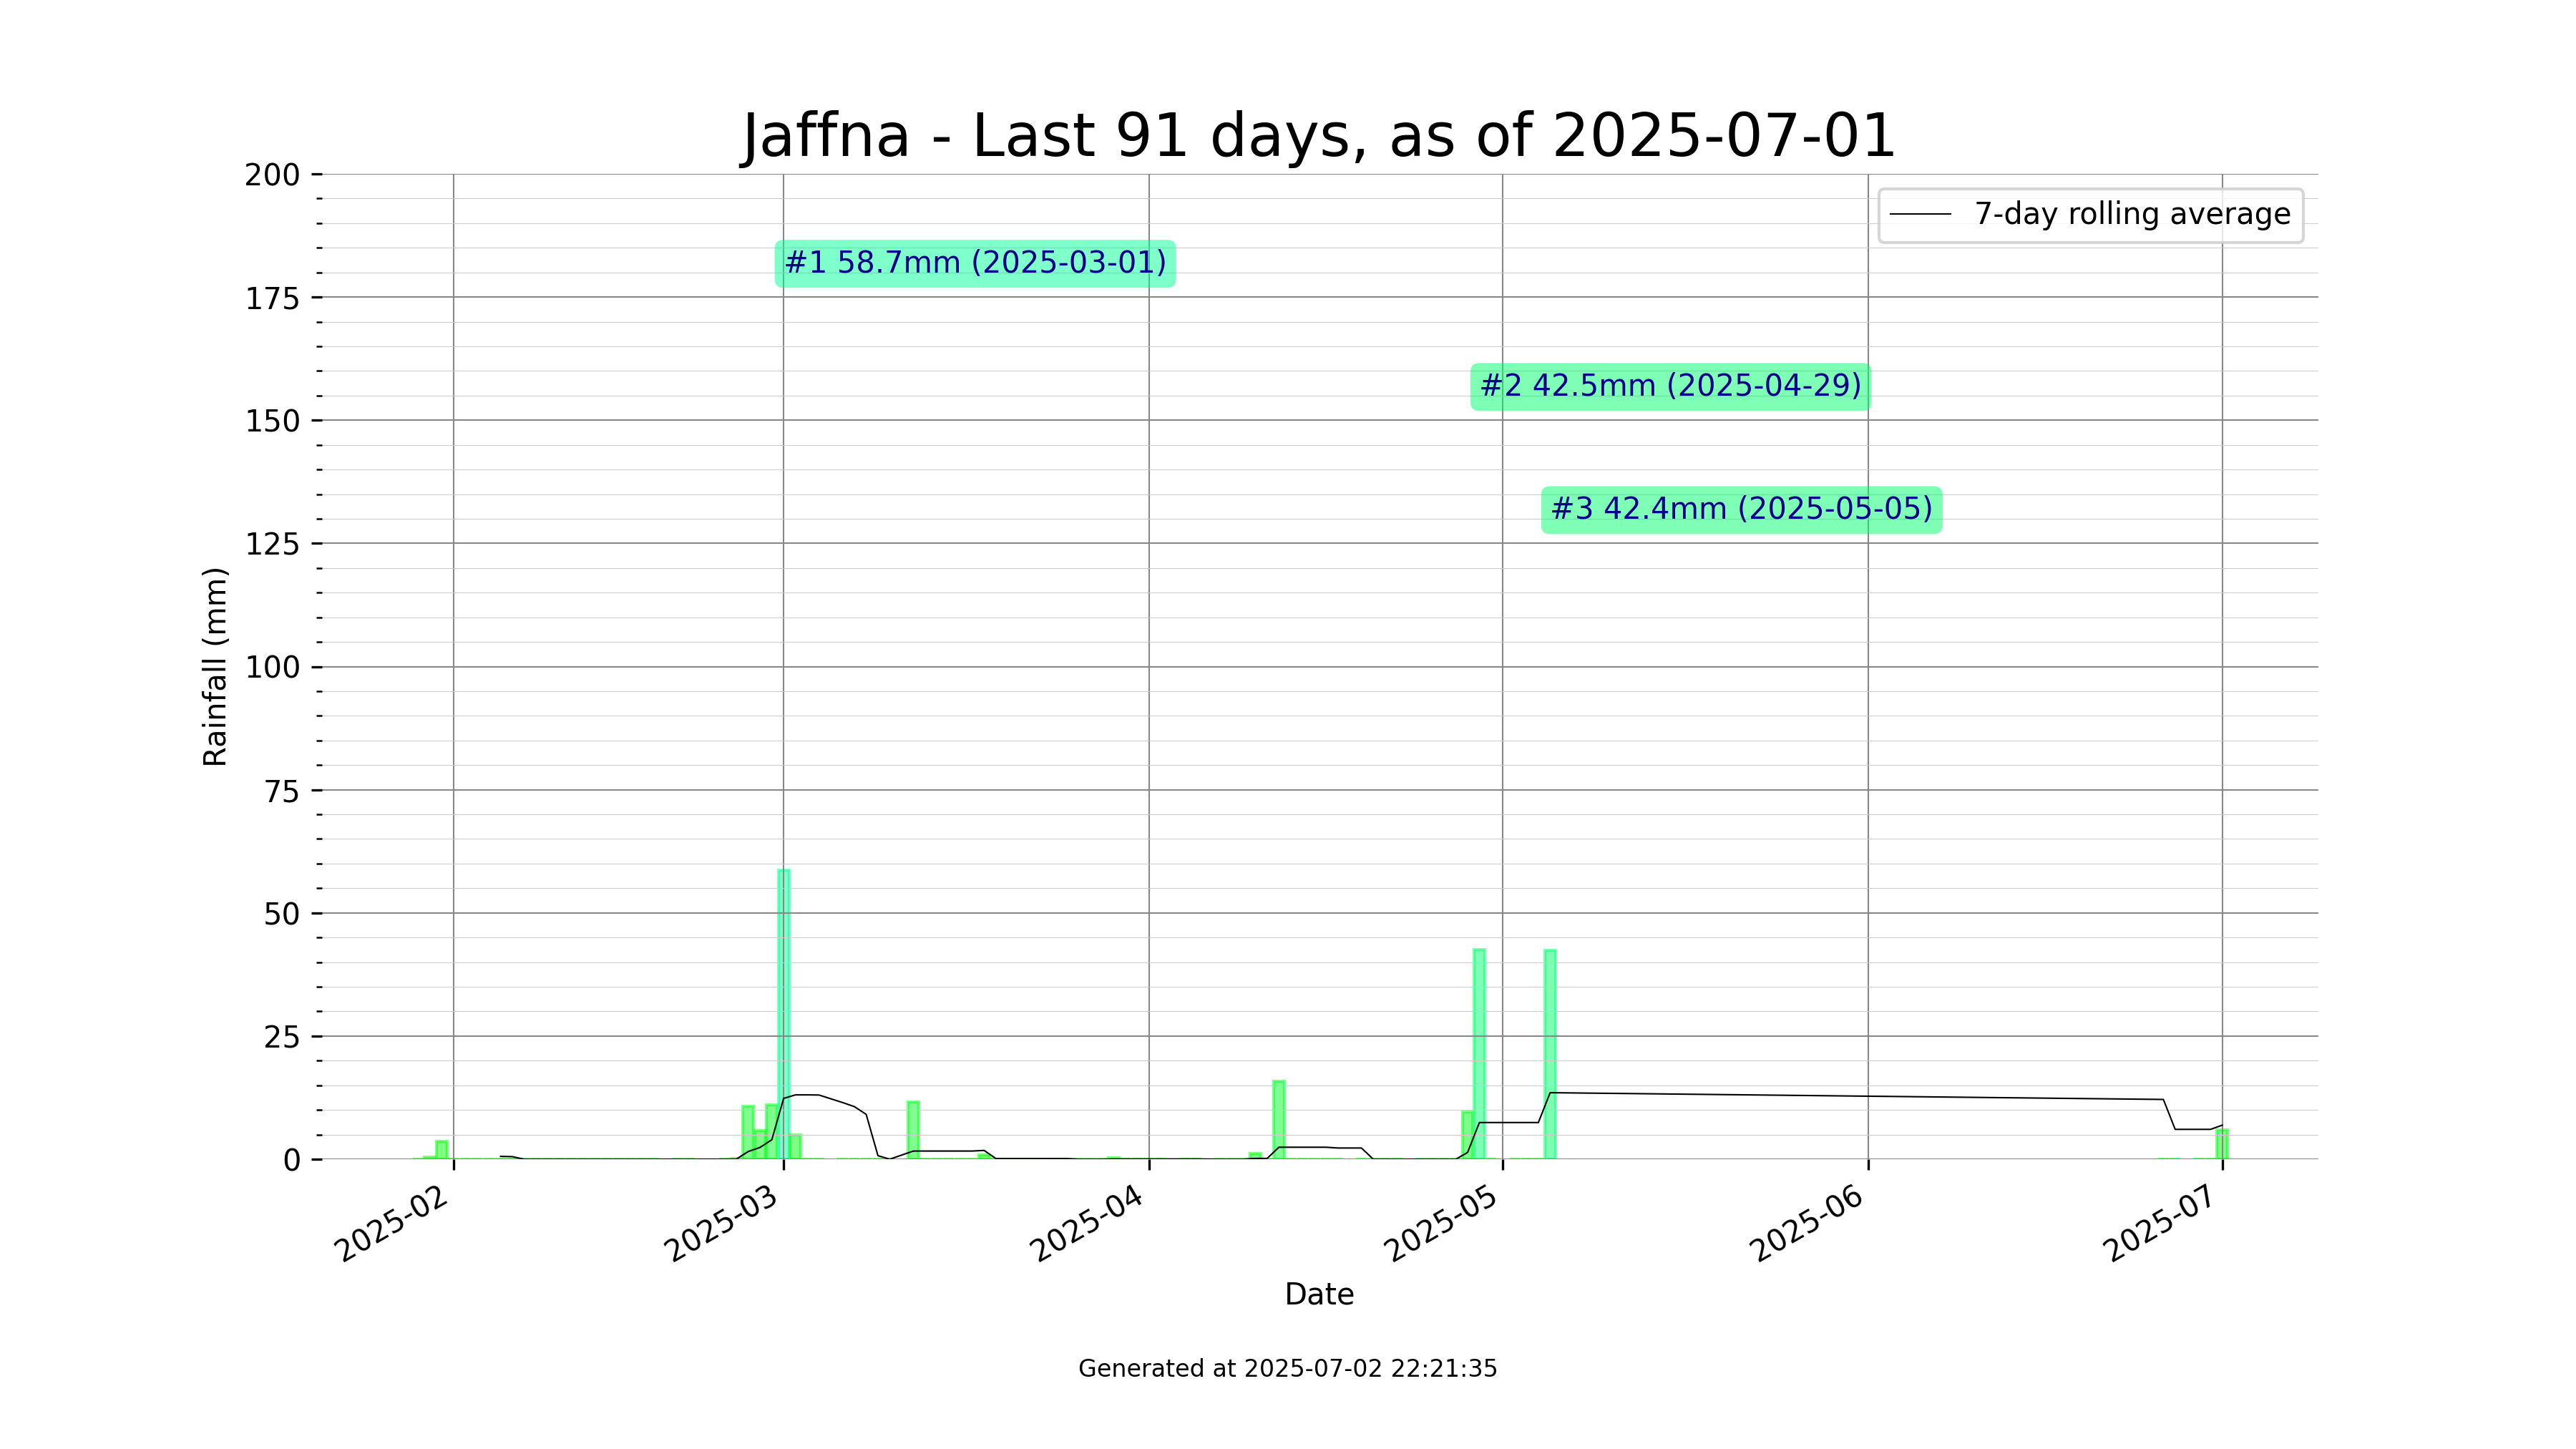 Jaffna - Last 91 days, as of 2025-07-01
7-day rolling average
#1 58.7mm (2025-03-01)
#2 42.5mm (2025-04-29)
#3 42.4mm (2025-05-05)
Rainfall (mm)
200
175
150
125
100
75
50
25
0
2025-02
2025-03
2025-04
2025-05
2025-06
2025-07
Date
Generated at 2025-07-02 22:21:35